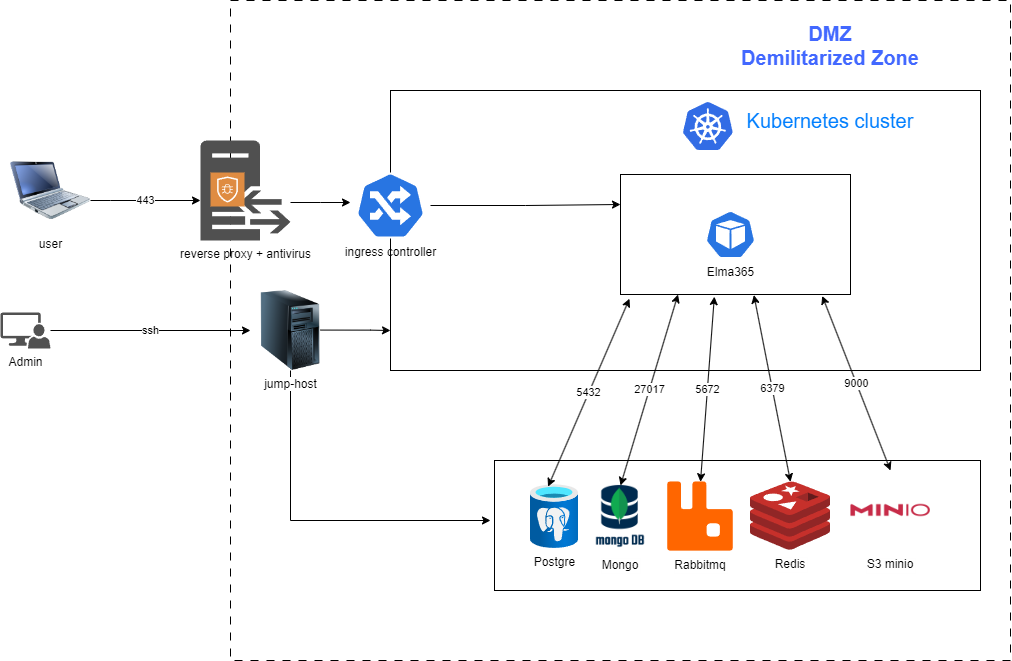 DMZ
Demilitarized Zone
Kubernetes cluster
443
user
reverse proxy + antivirus
ingress controller
Elma365
ssh
Admin
jump-host
5432
27017
5672
6379
9000
mongo DB
MINIO
Postgre
Mongo
Rabbitmq
Redis
S3 minio